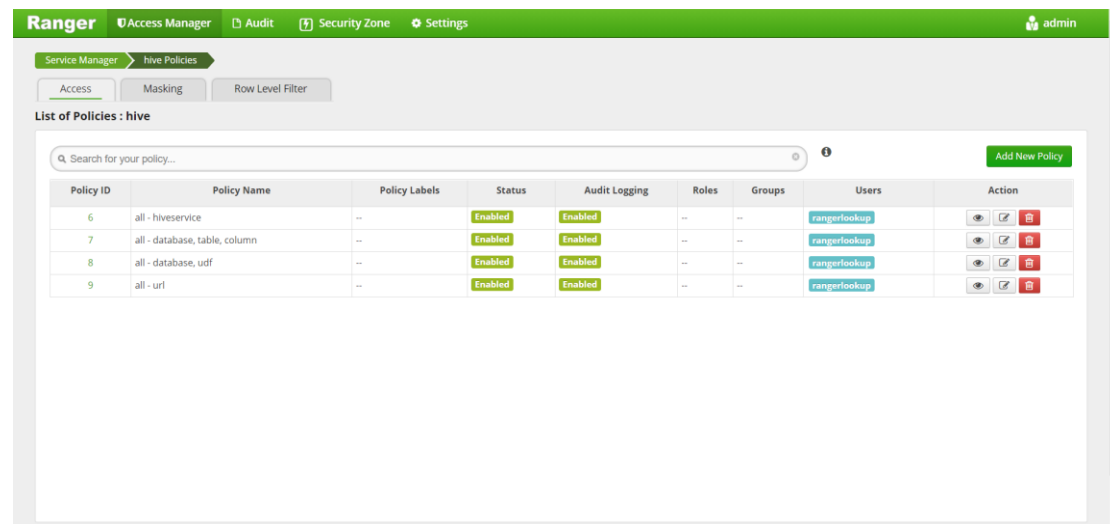 Ranger Access Manager Audit Security Zone Settings admin
Service Manager hive Policies
Access Masking Row Level Filter
List of Policies : hive
Search for your policy... Add New Policy
Policy ID Policy Name Policy Labels Status Audit Logging Roles Groups Users Action
6 all - hiveservice -- Enabled Enabled -- -- rangerlookup
7 all - database, table, column -- Enabled Enabled -- -- rangerlookup
8 all - database, udf -- Enabled Enabled -- -- rangerlookup
9 all - url -- Enabled Enabled -- -- rangerlookup